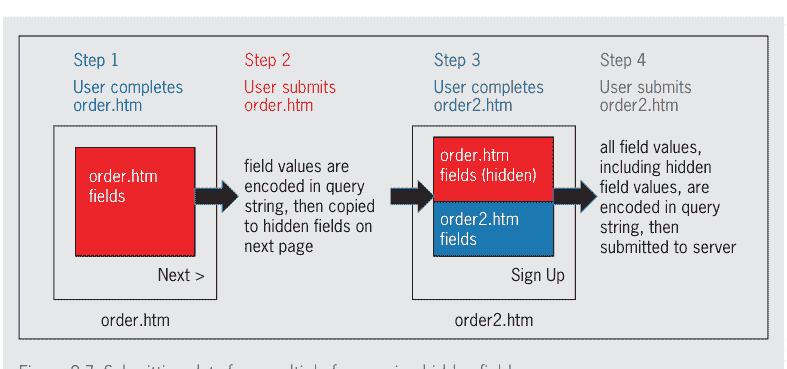 Step 1
User completes
order.htm
Step 2
User submits
order.htm
Step 3
User completes
order2.htm
Step 4
User submits
order2.htm
order.htm
fields
Next >
order.htm
field values are
encoded in query
string, then copied
to hidden fields on
next page
order.htm
fields (hidden)
order2.htm
fields
Sign Up
order2.htm
all field values,
including hidden
field values, are
encoded in query
string, then
submitted to server